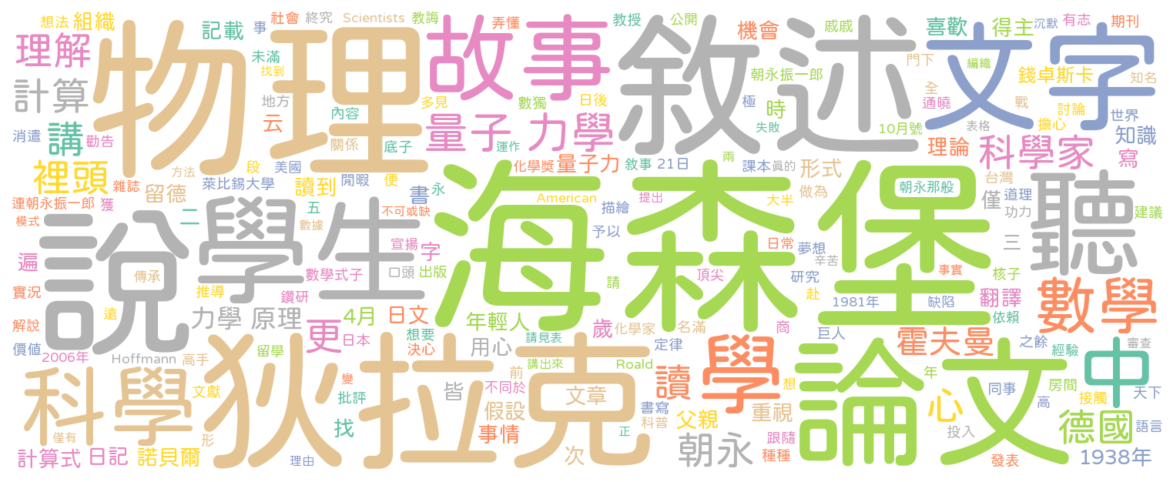 想法 組織 社會 終究 Scientists 教誨 弄懂 教授 公開 戚戚 喜歡 得主 沉默 有志 期刊
理解 物理 記載 事 故事 機會 敘述 門下 文字 編織 錢卓斯卡 知名
計算 未滿 找到 地方 內容 多見 數獨 日後 朝永振一郎 全 通曉 戰 討論
消遣 勸告 講 云 關係 底子 量子 力學 運作 極 時 失敗 10月號 理論 表格 擔心 世界 知識
裡頭 雜誌 方法 段 美國 閒暇 便 化學獎 量子力 敘事 21日 兩 課本 真的 形式 科學家 寫
連朝永振一郎 留德 萊比錫大學 讀到 書 永 American 描繪 提出 大半 做為 朝永那般 僅 台灣 道理 功力 聽 建議
模式 獲 二 五 數據 不可或缺 予以 日常 夢想 三
遍 說 學生 宣揚 字 海森堡 辛苦 研究 頂尖 事實 核子
實況 傳承 口頭 出版 請 赴 1981年 缺陷 翻譯 數學
解說 推導 鑽研 數學式子 日文 4月 年輕人 歲 化學家 名滿 商 巨人 依賴
價值 滄 力學 原理 更 想要 用心 請見表 定律 霍夫曼 之餘 經驗 審查
2006年 Hoffmann 高手 留學 日本 決心 講出來 Roald 學 想 年 同事 房間 接觸 天下
科學 文獻 狄拉克 變 批評 皆 前 不同於 假設 文章 讀 書寫 科普 父親 重視 論文 心 高 中 語言
僅有 形 找 事情 正 朝永 跟隨 投入 德國
計算式 日記 諾貝爾 理由 次 種種 發表 1938年